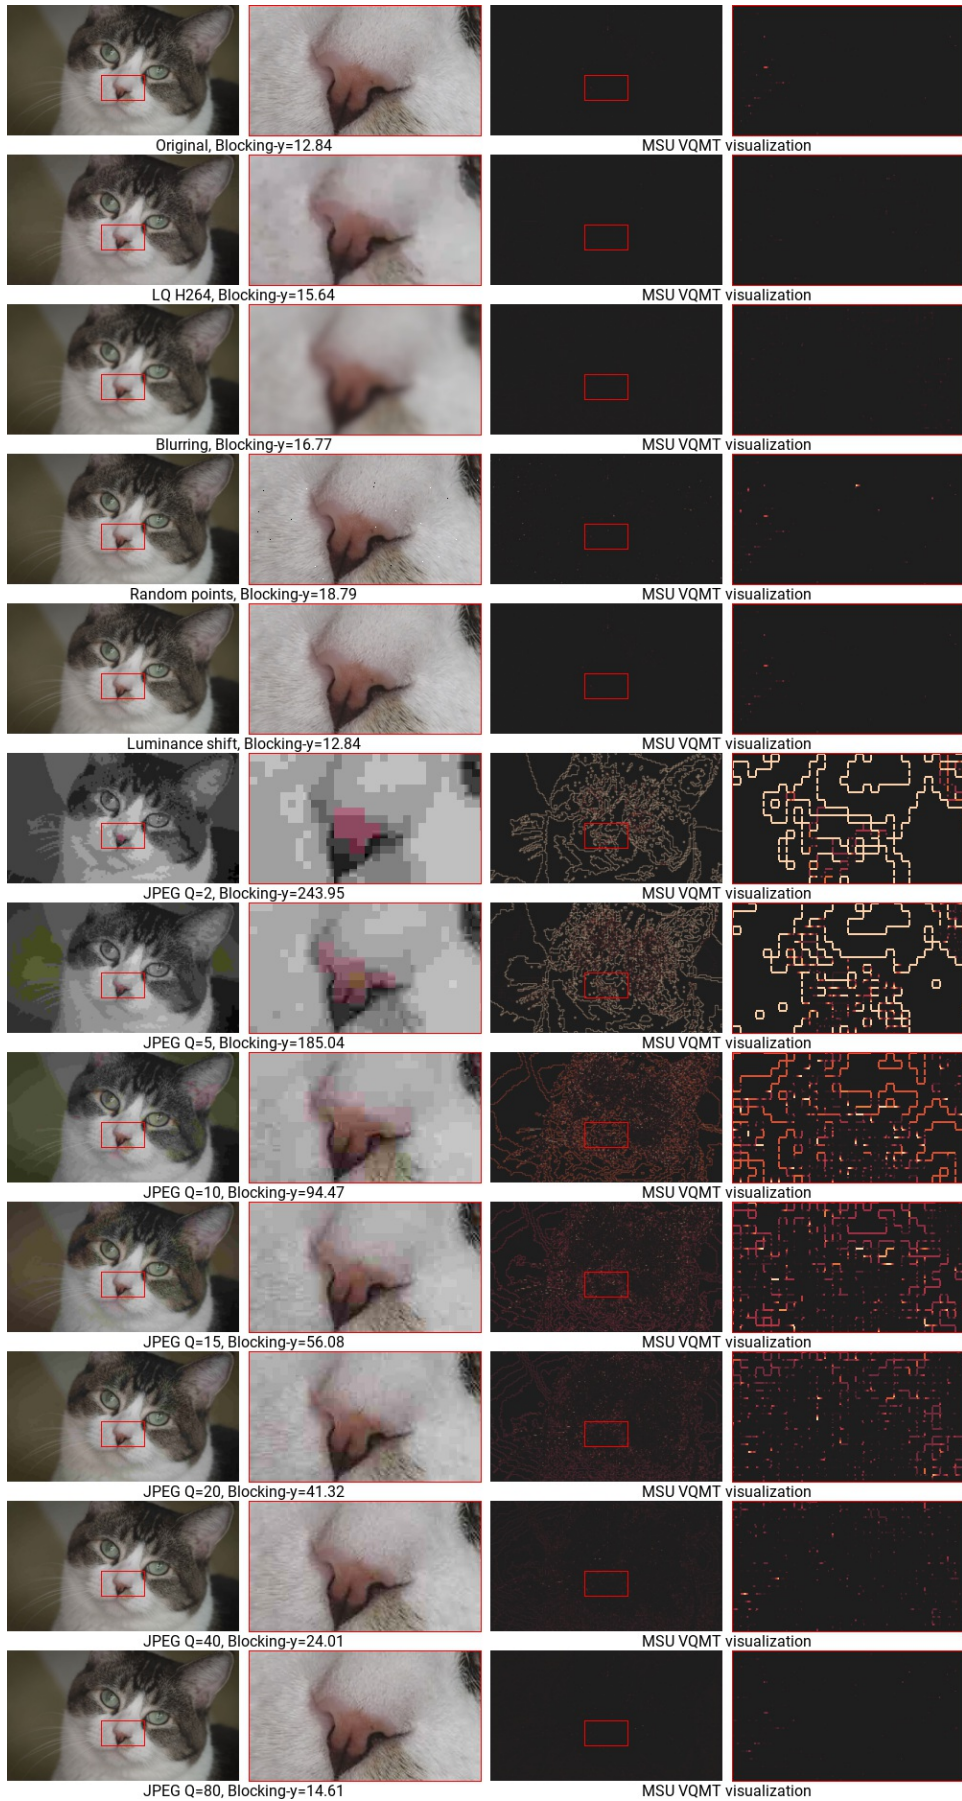 Original, Blocking-y=12.84
MSU VQMT visualization
LQ H264, Blocking-y=15.64
MSU VQMT visualization
Blurring, Blocking-y=16.77
MSU VQMT visualization
Random points, Blocking-y=18.79
MSU VQMT visualization
Luminance shift, Blocking-y=12.84
MSU VQMT visualization
JPEG Q=2, Blocking-y=243.95
MSU VQMT visualization
JPEG Q=5, Blocking-y=185.04
MSU VQMT visualization
JPEG Q=10, Blocking-y=94.47
MSU VQMT visualization
JPEG Q=15, Blocking-y=56.08
MSU VQMT visualization
JPEG Q=20, Blocking-y=41.32
MSU VQMT visualization
JPEG Q=40, Blocking-y=24.01
MSU VQMT visualization
JPEG Q=80, Blocking-y=14.61
MSU VQMT visualization